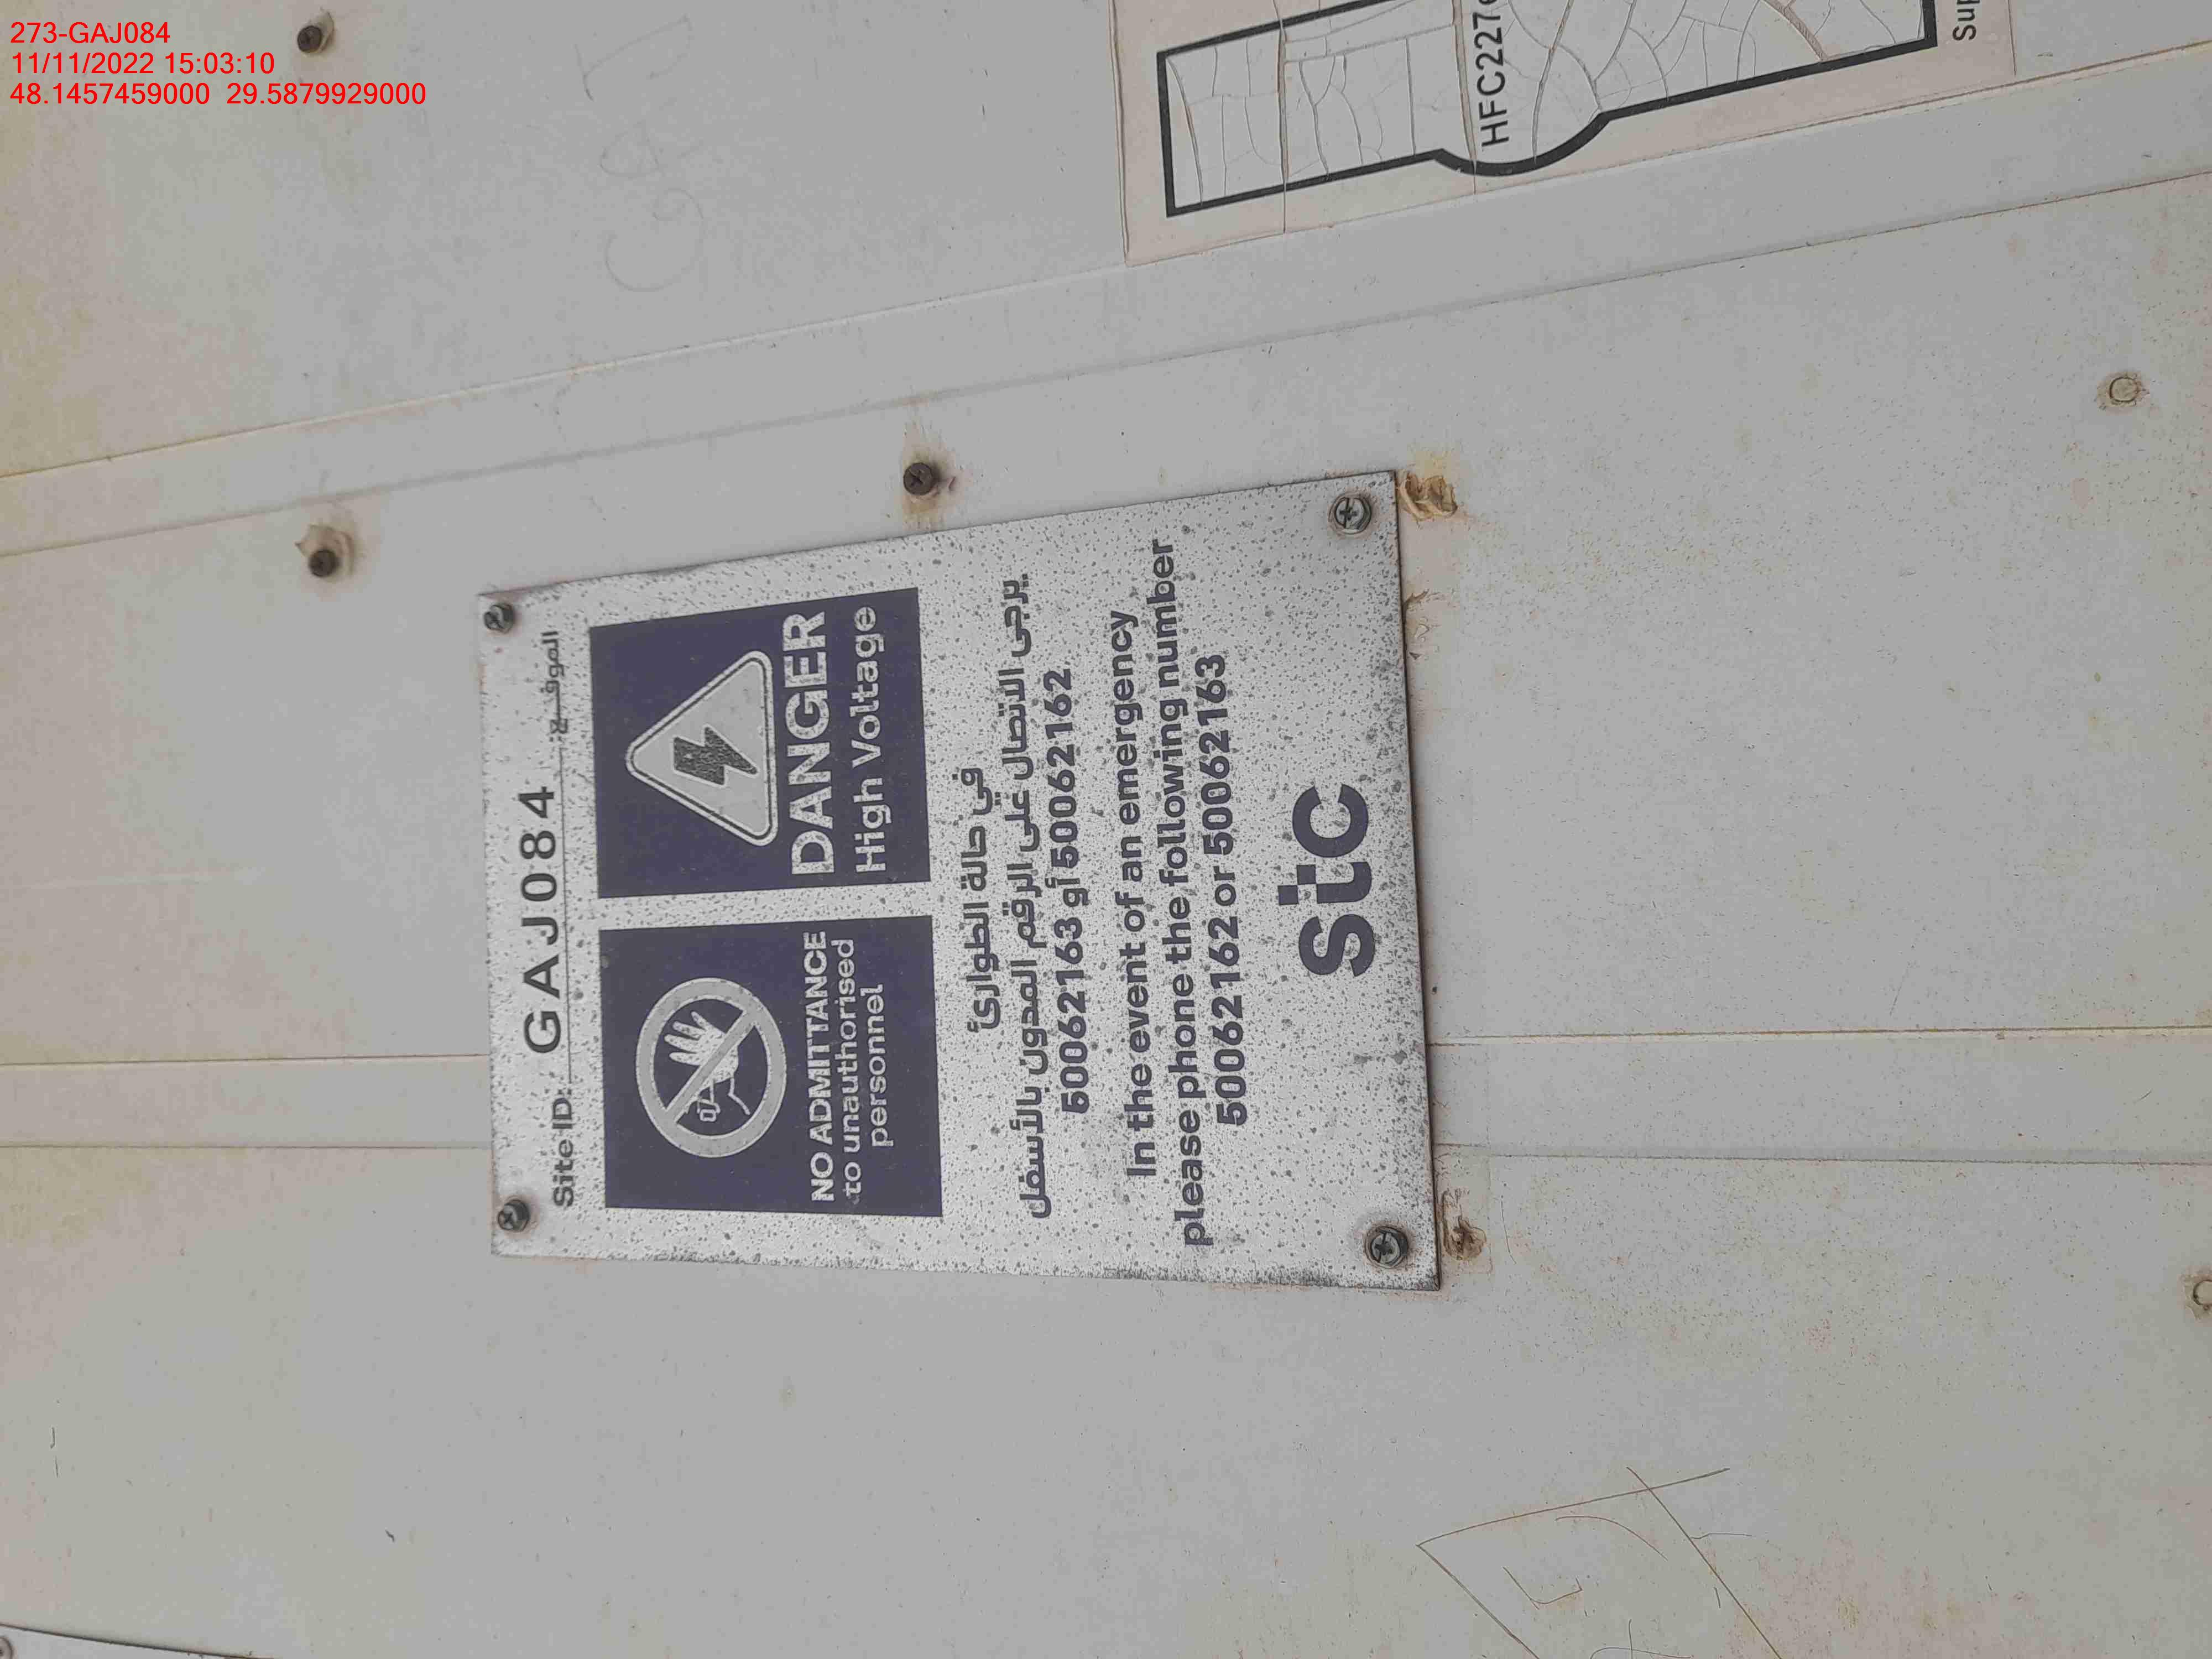 273-GAJ084
11/11/2022 15:03:10
48.1457459000 29.5879929000
Site ID: GAJ084 الموقع:
NO ADMITTANCE
to unauthorised
personnel
DANGER
High Voltage
في حالة الطوارئ
يرجى الاتصال على الرقم المدون بالأسفل
50062162 أو 50062163
In the event of an emergency
please phone the following number
50062162 or 50062163
stc